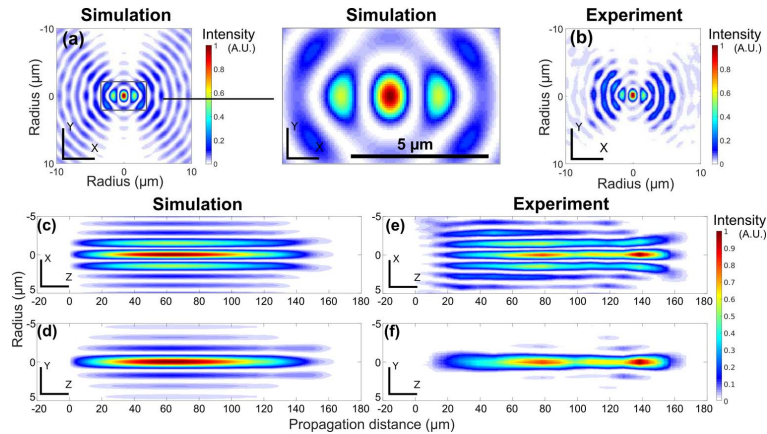 Simulation
Simulation
Experiment
Intensity
(A.U.)
(a)
-10
0
10
Radius (μm)
-10 0 10
Radius (μm)
Y
X
1
0.8
0.6
0.4
0.2
0
Y
X
5 μm
Intensity
(A.U.)
(b)
-10
0
10
Radius (μm)
-10 0 10
Radius (μm)
Y
X
1
0.8
0.6
0.4
0.2
0
Simulation
Experiment
(c)
-5
0
5
X
Z
-20 0 20 40 60 80 100 120 140 160 180
(e)
-5
0
5
X
Z
-20 0 20 40 60 80 100 120 140 160 180
Radius (μm)
(d)
-5
0
5
Y
Z
-20 0 20 40 60 80 100 120 140 160 180
(f)
-5
0
5
Y
Z
-20 0 20 40 60 80 100 120 140 160 180
Propagation distance (μm)
Intensity
(A.U.)
1
0.9
0.8
0.7
0.6
0.5
0.4
0.3
0.2
0.1
0